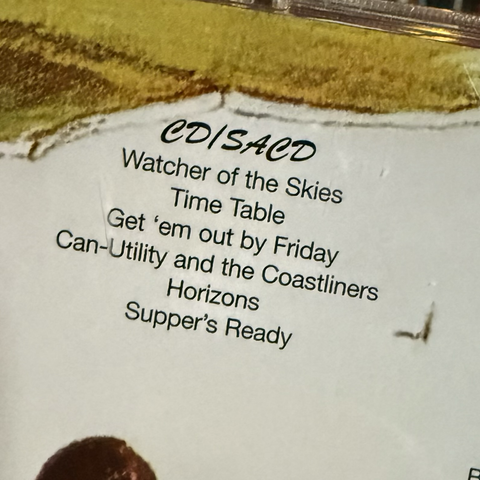 CD/SACD
Watcher of the Skies
Time Table
Get ‘em out by Friday
Can-Utility and the Coastliners
Horizons
Supper’s Ready